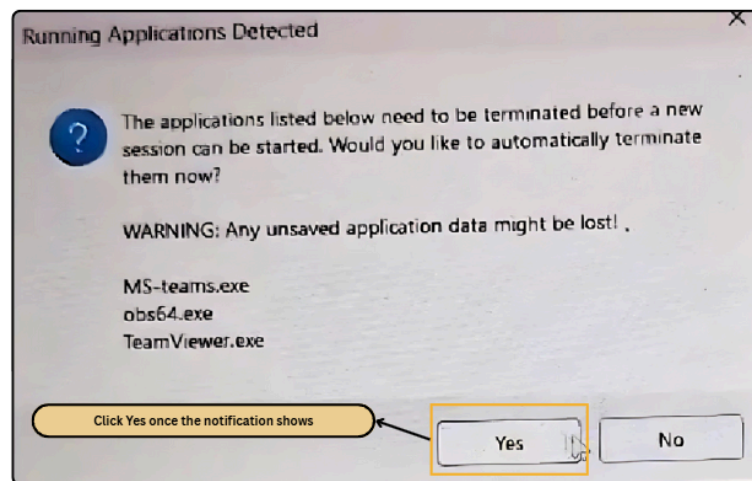 Running Applications Detected
The applications listed below need to be terminated before a new
session can be started. Would you like to automatically terminate
them now?
WARNING: Any unsaved application data might be lost! .
MS-teams.exe
obs64.exe
TeamViewer.exe
Click Yes once the notification shows
Yes
No